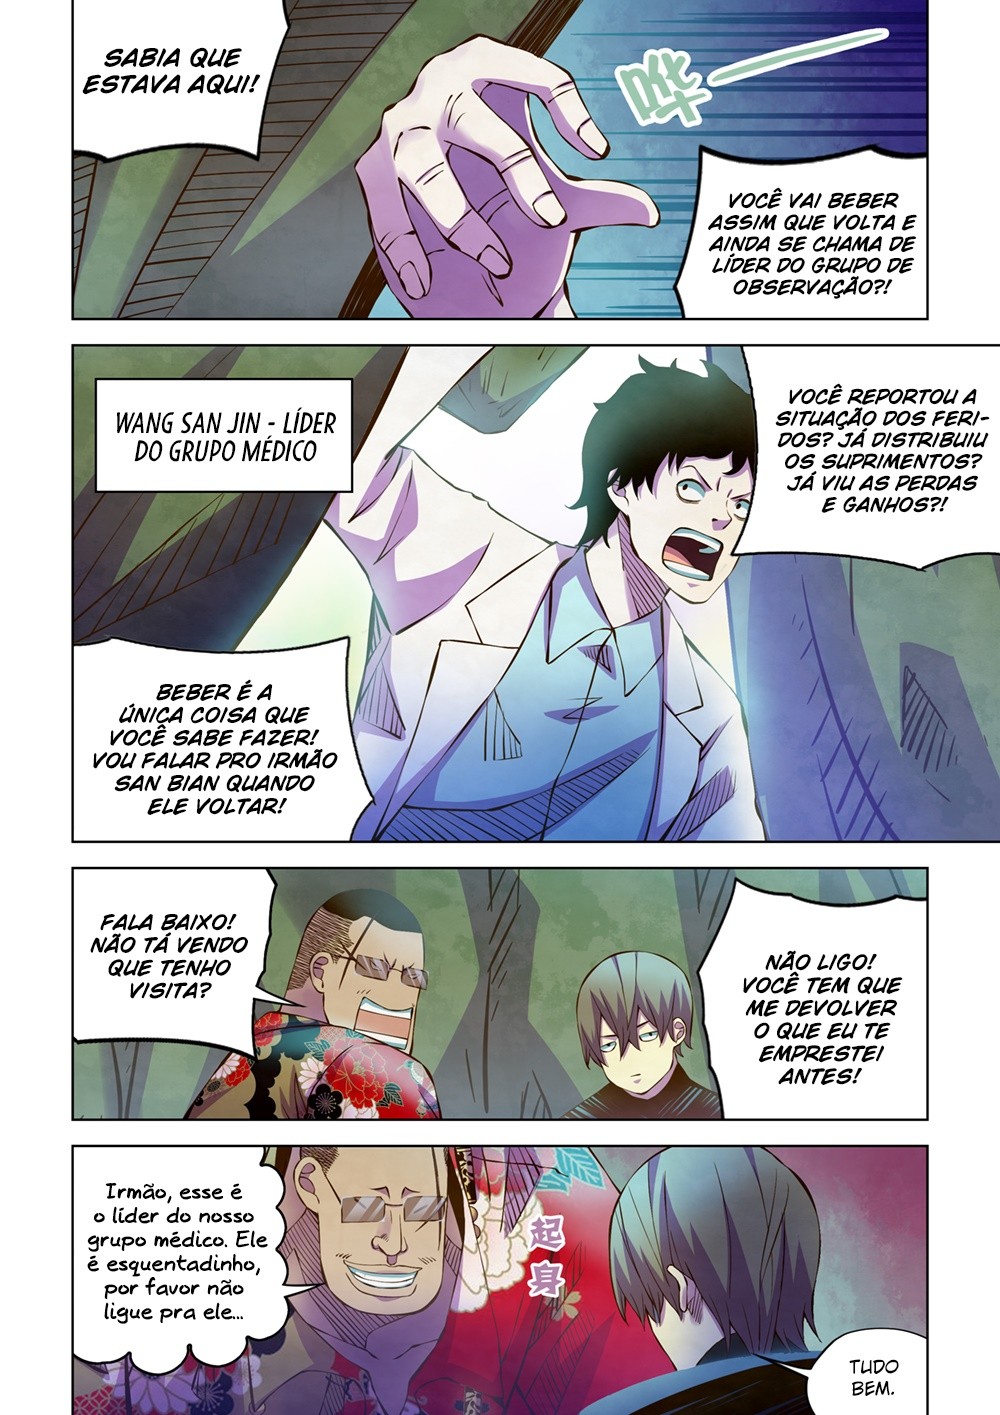 SABIA QUE
ESTAVA AQUI!
VOCÊ VAI BEBER
ASSIM QUE VOLTA E
AINDA SE CHAMA DE
LÍDER DO GRUPO DE
OBSERVAÇÃO?!
WANG SAN JIN - LÍDER
DO GRUPO MÉDICO
VOCÊ REPORTOU A
SITUAÇÃO DOS FERI-
DOS? JÁ DISTRIBUIU
OS SUPRIMENTOS?
JÁ VIU AS PERDAS
E GANHOS?!
BEBER É A
ÚNICA COISA QUE
VOCÊ SABE FAZER!
VOU FALAR PRO IRMÃO
SAN BIAN QUANDO
ELE VOLTAR!
FALA BAIXO!
NÃO TÁ VENDO
QUE TENHO
VISITA?
NÃO LIGO!
VOCÊ TEM QUE
ME DEVOLVER
O QUE EU TE
EMPRESTEI
ANTES!
Irmão, esse é
o líder do nosso
grupo médico. Ele
é esquentadinho,
por favor não
ligue pra ele...
起身
TUDO
BEM.